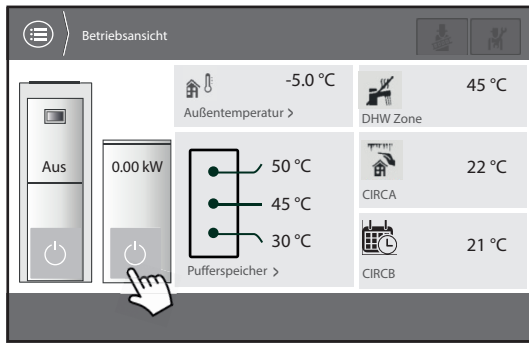 Betriebsansicht
Aus
0.00 kW
-5.0 °C
Außentemperatur >
50 °C
45 °C
30 °C
Pufferspeicher >
45 °C
DHW Zone
22 °C
CIRCA
21 °C
CIRCB